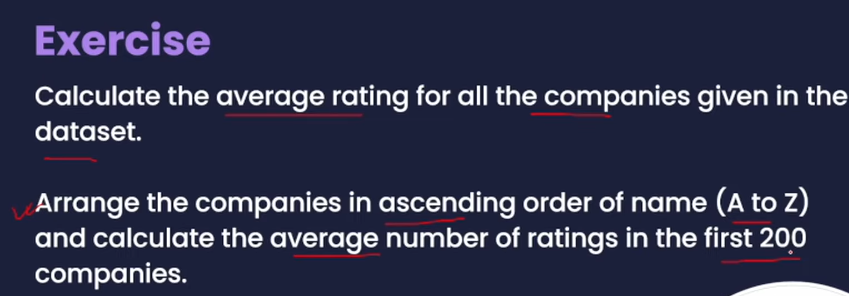 Exercise
Calculate the average rating for all the companies given in the
dataset.
Arrange the companies in ascending order of name (A to Z)
and calculate the average number of ratings in the first 200
companies.